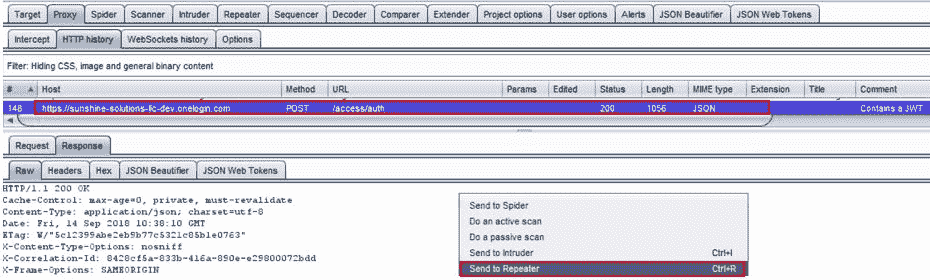 Target Proxy Spider Scanner Intruder Repeater Sequencer Decoder Comparer Extender Project options User options Alerts JSON Beautifier JSON Web Tokens
Intercept HTTP history WebSockets history Options
Filter: Hiding CSS, image and general binary content
# Host Method URL Params Edited Status Length MIME type Extension Title Comment
148 https://sunshine-solutions-llc-dev.onelogin.com POST /access/auth 200 1056 JSON Contains a JWT
Request Response
Raw Headers Hex JSON Beautifier JSON Web Tokens
HTTP/1.1 200 OK
Cache-Control: max-age=0, private, must-revalidate
Content-Type: application/json; charset=utf-8
Date: Fri, 14 Sep 2018 10:38:10 GMT
ETag: W/"5c12399abe2eb9b77c5321c85b1e0763"
X-Content-Type-Options: nosniff
X-Correlation-Id: 8428cf5a-833b-416a-890e-e29800072bdd
X-Frame-Options: SAMEORIGIN
Send to Spider
Do an active scan
Do a passive scan
Send to Intruder Ctrl+I
Send to Repeater Ctrl+R